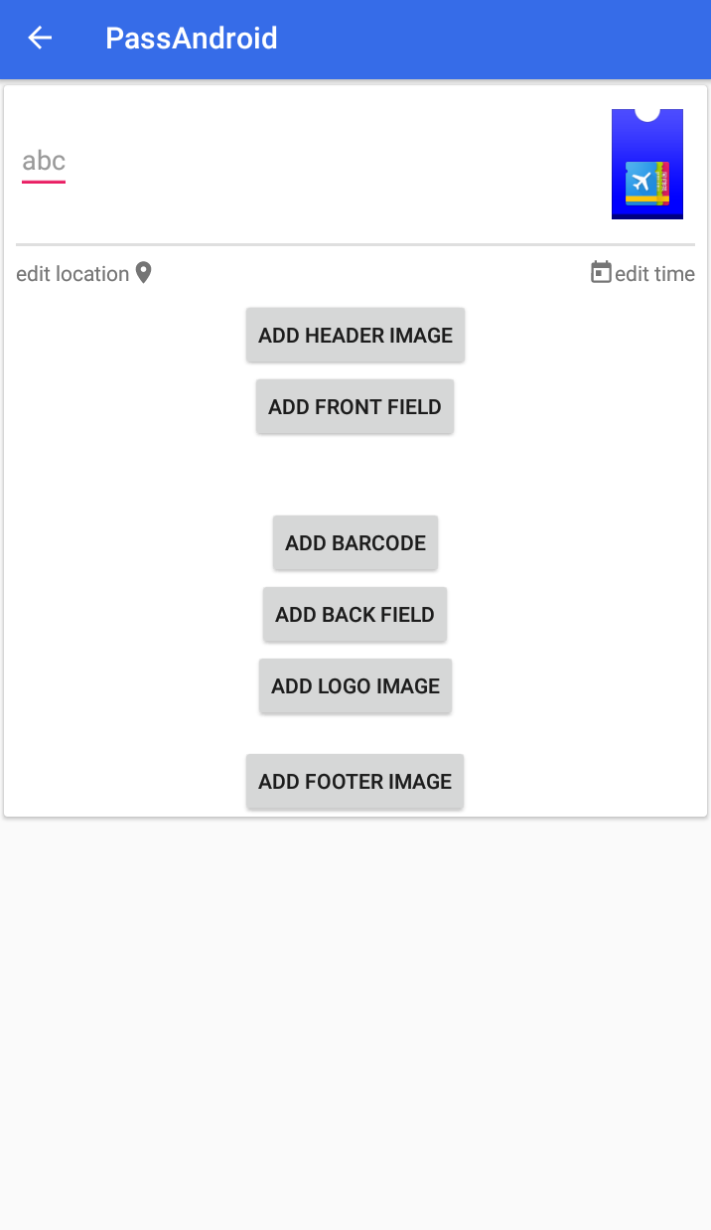 PassAndroid
abc
edit location
edit time
ADD HEADER IMAGE
ADD FRONT FIELD
ADD BARCODE
ADD BACK FIELD
ADD LOGO IMAGE
ADD FOOTER IMAGE